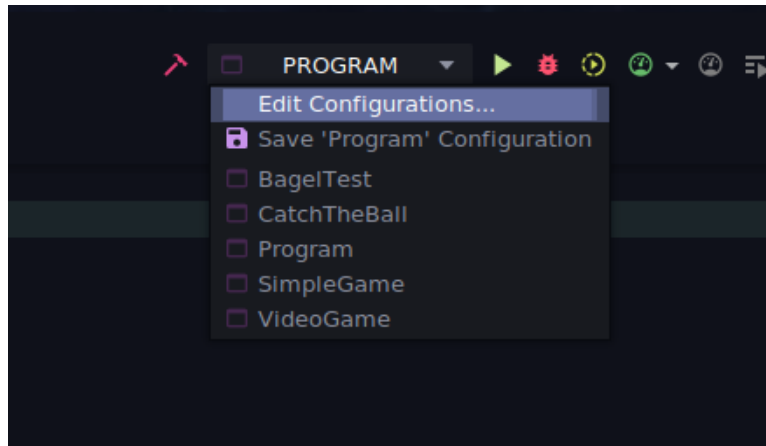 PROGRAM
Edit Configurations...
Save 'Program' Configuration
BagelTest
CatchTheBall
Program
SimpleGame
VideoGame